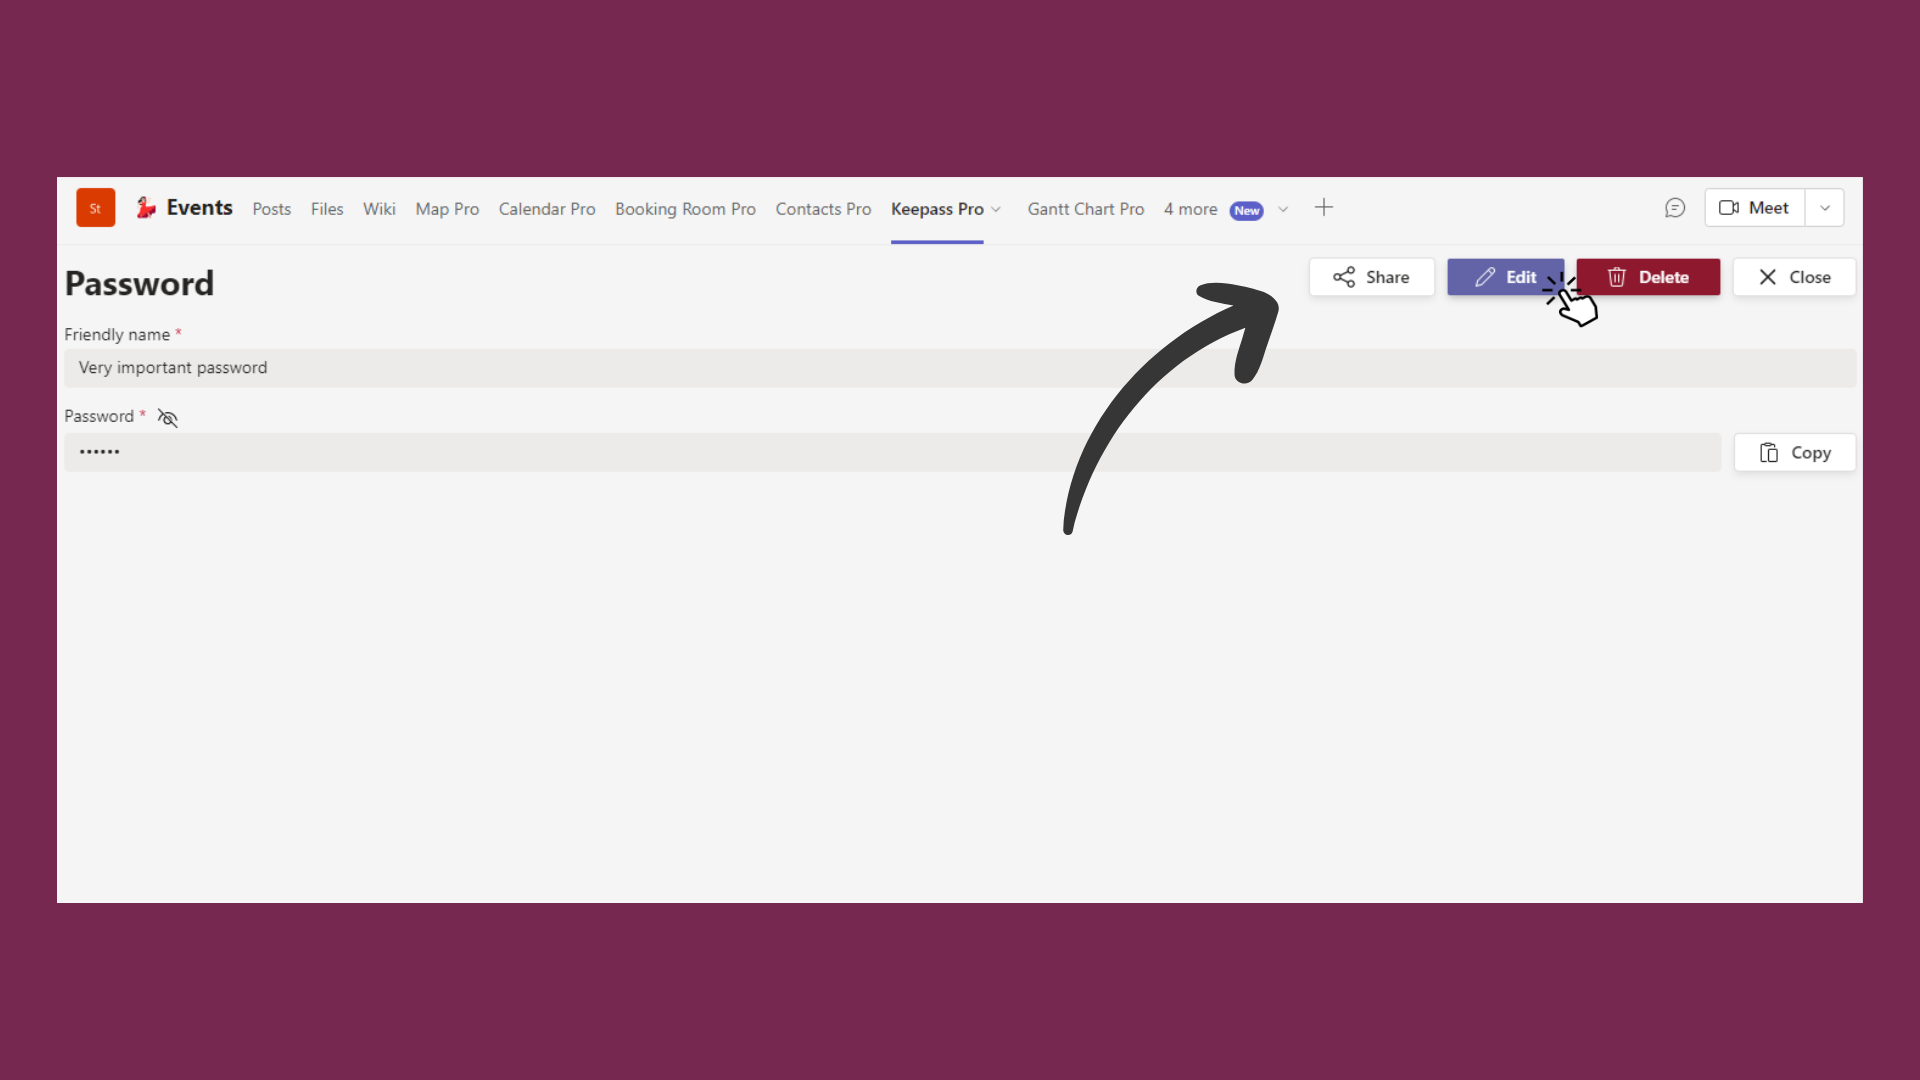 St Events Posts Files Wiki Map Pro Calendar Pro Booking Room Pro Contacts Pro Keepass Pro Gantt Chart Pro 4 more New Meet
Password Share Edit Delete Close
Friendly name *
Very important password
Password *
•••••• Copy